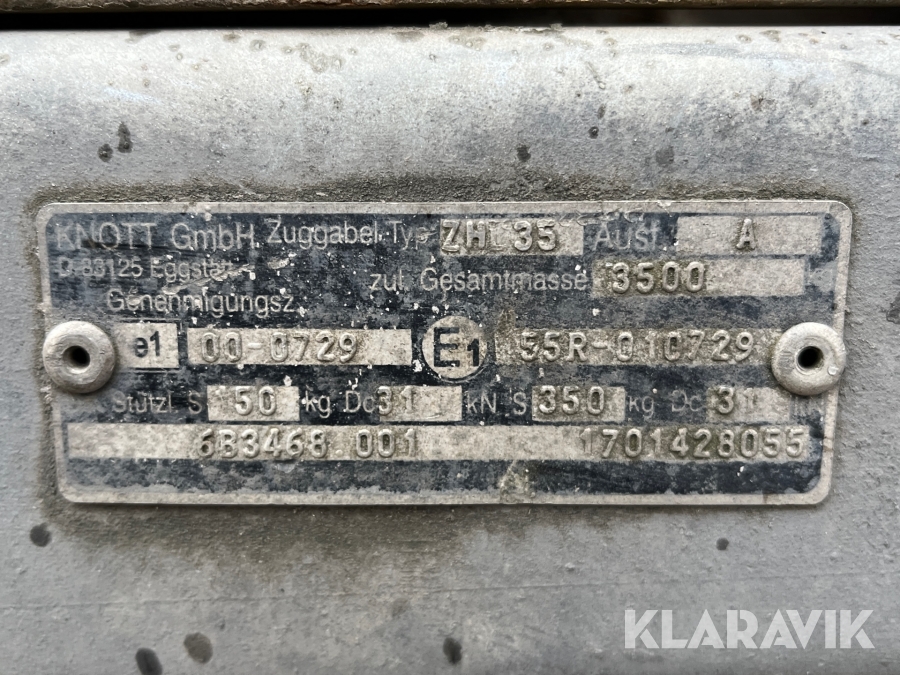 KNOTT GmbH Zuggabel Typ ZHL 35 Ausf. A
D-83125 Eggstätt zul. Gesamtmasse 3500 k
Genehmigungsz.
e1 00-0729 E1 55R-010729
Stützl. S 150 kg Dc 31 kN S 350 kg Dc 31
6B3468.001 1701428055
KLARAVIK